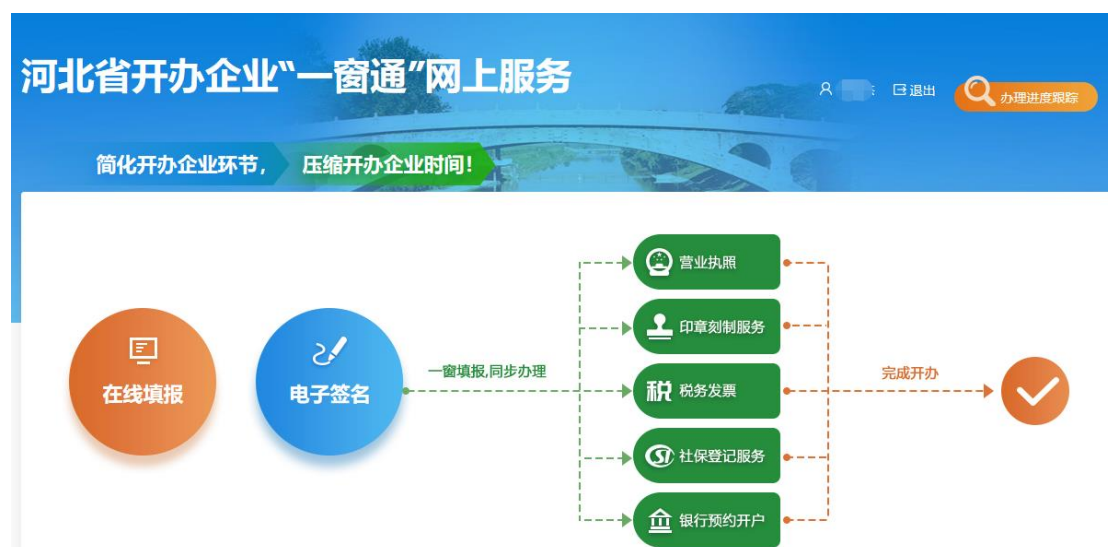 河北省开办企业“一窗通”网上服务
退出
办理进度跟踪
简化开办企业环节，
压缩开办企业时间！
在线填报
电子签名
一窗填报,同步办理
营业执照
印章刻制服务
税 税务发票
社保登记服务
银行预约开户
完成开办